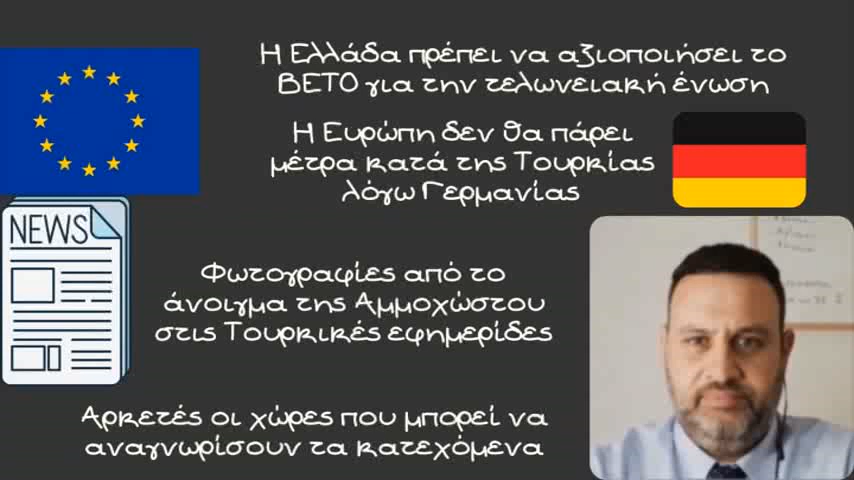 Η Ελλάδα πρέπει να αξιοποιήσει το
ΒΕΤΟ για την τελωνειακή ένωση
Η Ευρώπη δεν θα πάρει
μέτρα κατά της Τουρκίας
λόγω Γερμανίας
NEWS
Φωτογραφίες από το
άνοιγμα της Αμμοχώστου
στις Τουρκικές εφημερίδες
Αρκετές οι χώρες που μπορεί να
αναγνωρίσουν τα κατεχόμενα